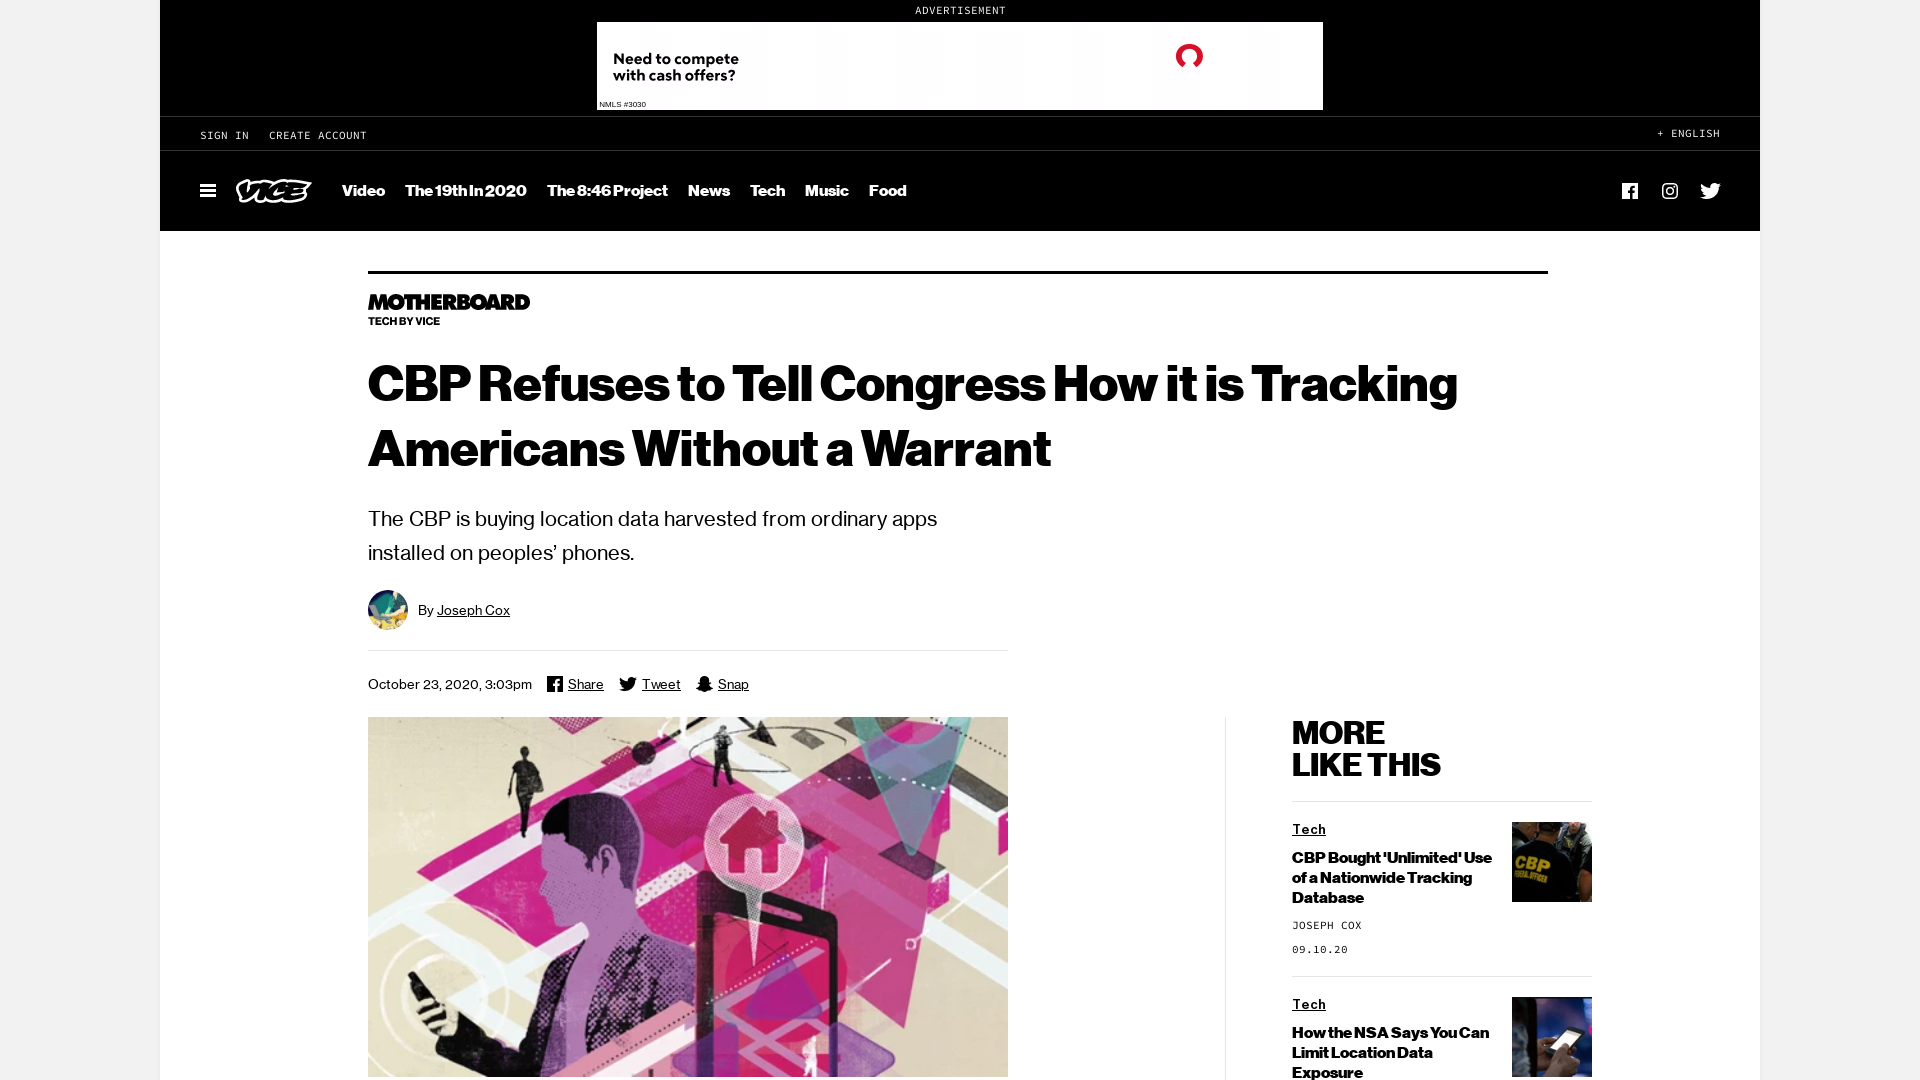 ADVERTISEMENT
Need to compete
with cash offers?
NMLS #3030
SIGN IN CREATE ACCOUNT
+ ENGLISH
VICE
Video The 19th In 2020 The 8:46 Project News Tech Music Food
MOTHERBOARD
TECH BY VICE
CBP Refuses to Tell Congress How it is Tracking
Americans Without a Warrant
The CBP is buying location data harvested from ordinary apps
installed on peoples’ phones.
By Joseph Cox
October 23, 2020, 3:03pm Share Tweet Snap
MORE
LIKE THIS
Tech
CBP Bought 'Unlimited' Use
of a Nationwide Tracking
Database
JOSEPH COX
09.10.20
CBP
FEDERAL OFFICER
Tech
How the NSA Says You Can
Limit Location Data
Exposure